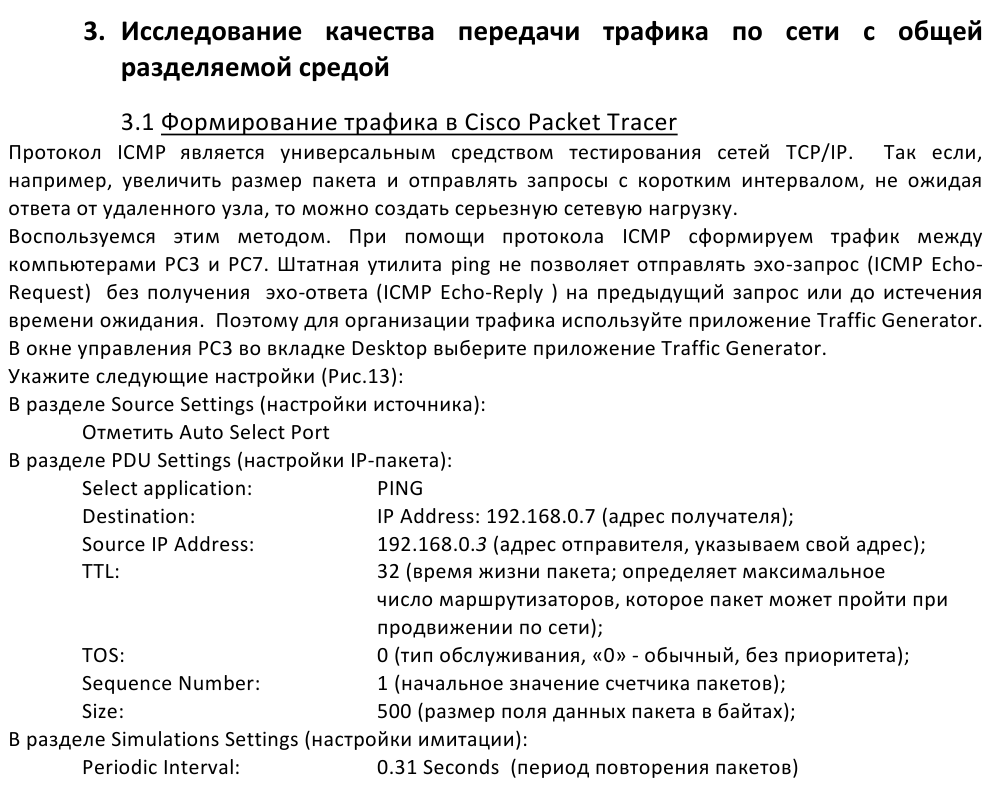 3. Исследование качества передачи трафика по сети с общей
разделяемой средой
3.1 Формирование трафика в Cisco Packet Tracer
Протокол ICMP является универсальным средством тестирования сетей TCP/IP. Так если,
например, увеличить размер пакета и отправлять запросы с коротким интервалом, не ожидая
ответа от удаленного узла, то можно создать серьезную сетевую нагрузку.
Воспользуемся этим методом. При помощи протокола ICMP сформируем трафик между
компьютерами PC3 и PC7. Штатная утилита ping не позволяет отправлять эхо-запрос (ICMP Echo-
Request) без получения эхо-ответа (ICMP Echo-Reply ) на предыдущий запрос или до истечения
времени ожидания. Поэтому для организации трафика используйте приложение Traffic Generator.
В окне управления PC3 во вкладке Desktop выберите приложение Traffic Generator.
Укажите следующие настройки (Рис.13):
В разделе Source Settings (настройки источника):
Отметить Auto Select Port
В разделе PDU Settings (настройки IP-пакета):
Select application: PING
Destination: IP Address: 192.168.0.7 (адрес получателя);
Source IP Address: 192.168.0.3 (адрес отправителя, указываем свой адрес);
TTL: 32 (время жизни пакета; определяет максимальное
число маршрутизаторов, которое пакет может пройти при
продвижении по сети);
TOS: 0 (тип обслуживания, «0» - обычный, без приоритета);
Sequence Number: 1 (начальное значение счетчика пакетов);
Size: 500 (размер поля данных пакета в байтах);
В разделе Simulations Settings (настройки имитации):
Periodic Interval: 0.31 Seconds (период повторения пакетов)